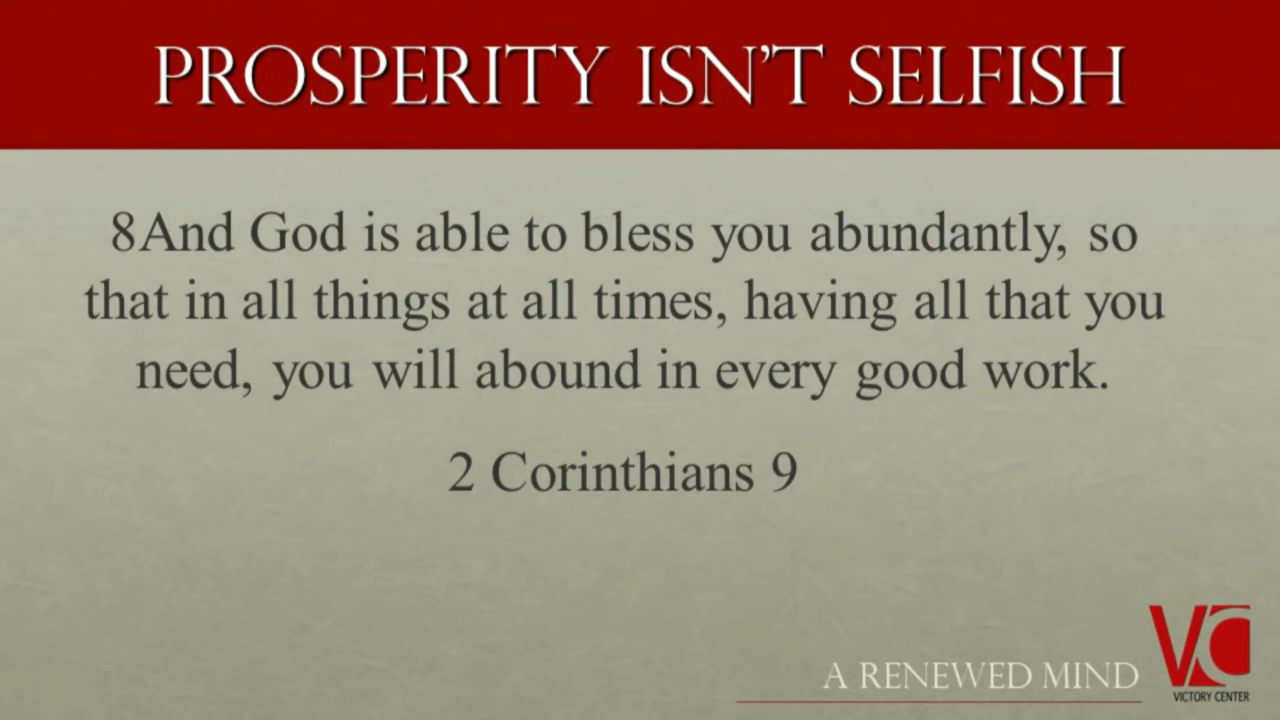 PROSPERITY ISN'T SELFISH
8And God is able to bless you abundantly, so
that in all things at all times, having all that you
need, you will abound in every good work.
2 Corinthians 9
A RENEWED MIND
VC
VICTORY CENTER